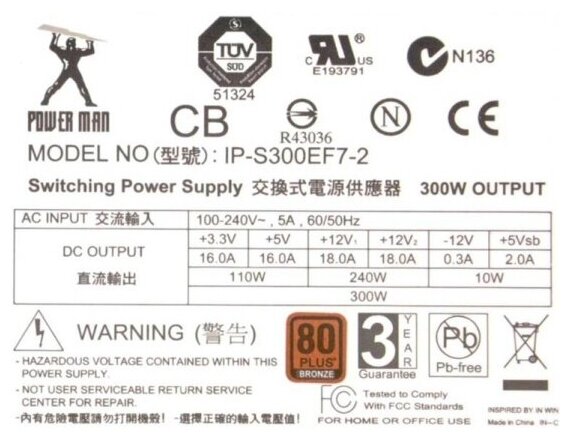 POWER MAN
TÜV
SÜD
51324
C UL US ®
E193791
N136
CB
R43036
N
CE
MODEL NO(型號): IP-S300EF7-2
Switching Power Supply 交換式電源供應器 300W OUTPUT
AC INPUT 交流輸入 100-240V~ , 5A , 60/50Hz
DC OUTPUT
直流輸出
+3.3V +5V +12V1 +12V2 -12V +5Vsb
16.0A 16.0A 18.0A 18.0A 0.3A 2.0A
110W 240W 10W
300W
WARNING (警告)
- HAZARDOUS VOLTAGE CONTAINED WITHIN THIS
POWER SUPPLY.
- NOT USER SERVICEABLE RETURN SERVICE
CENTER FOR REPAIR.
-內有危險電壓請勿打開機殼! -選擇正確的輸入電壓值!
80
PLUS®
BRONZE
3 YEAR
Guarantee
Pb
Pb-free
FC Tested to Comply
With FCC Standards
FOR HOME OR OFFICE USE
INSPIRED BY IN WIN
Made in China IN-C